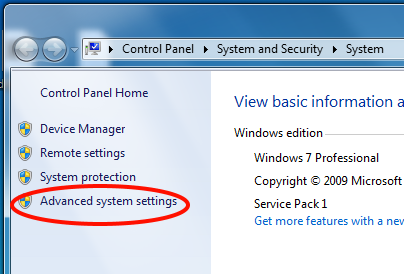 Control Panel System and Security System
Control Panel Home
Device Manager
Remote settings
System protection
Advanced system settings
View basic information a
Windows edition
Windows 7 Professional
Copyright © 2009 Microsoft
Service Pack 1
Get more features with a new